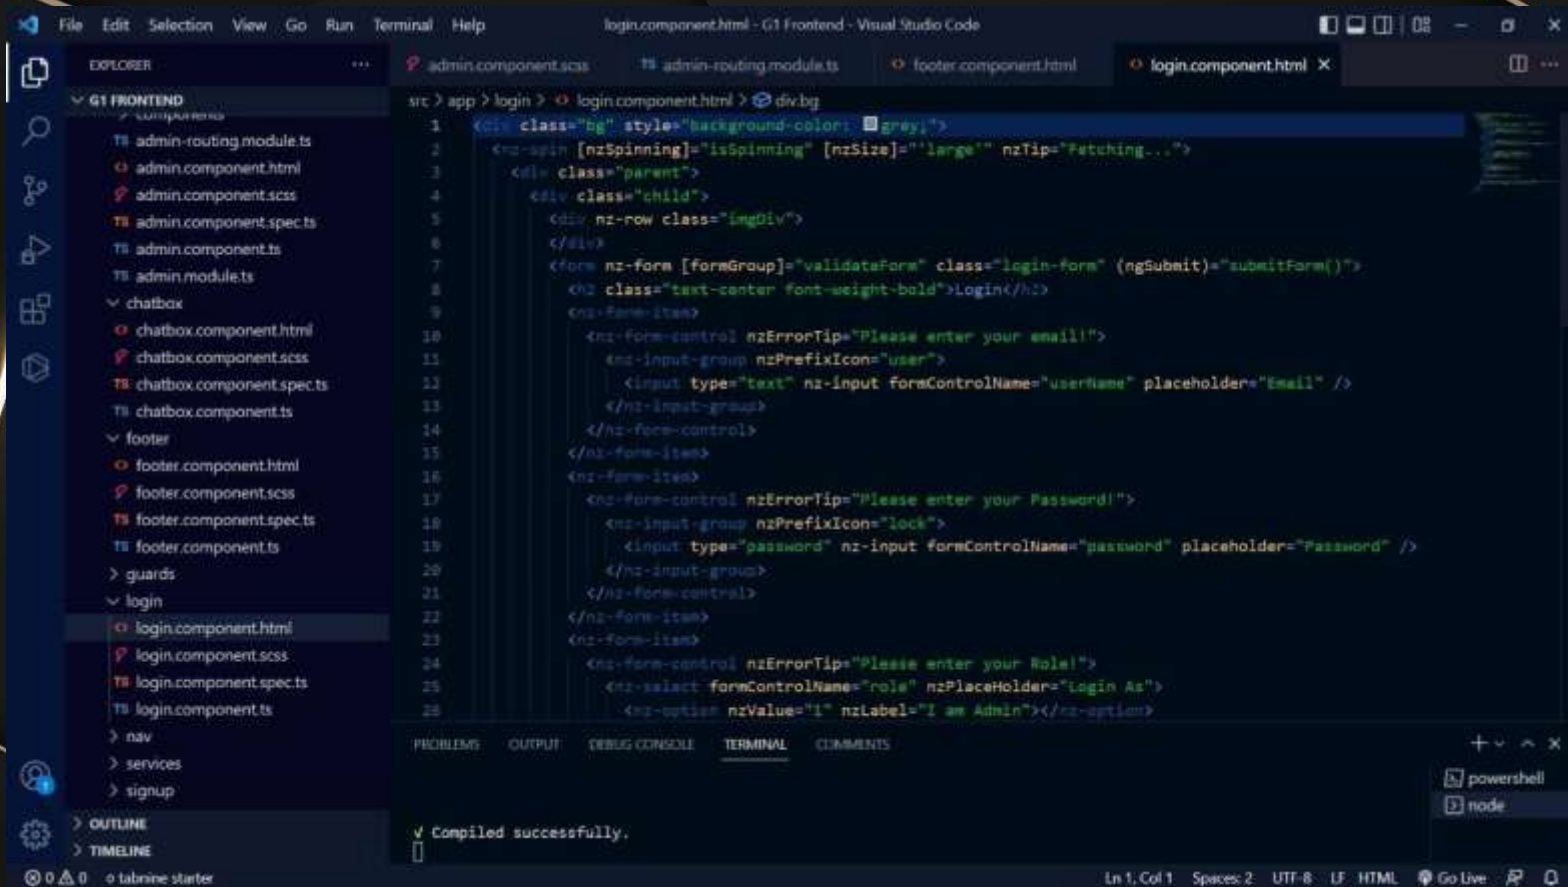 File Edit Selection View Go Run Terminal Help
login.component.html - G1 Frontend - Visual Studio Code
EXPLORER
admin.component.scss
TS admin-routing.module.ts
footer.component.html
login.component.html
G1 FRONTEND
components
TS admin-routing.module.ts
admin.component.html
admin.component.scss
TS admin.component.spec.ts
TS admin.component.ts
TS admin.module.ts
chatbox
chatbox.component.html
chatbox.component.scss
TS chatbox.component.spec.ts
TS chatbox.component.ts
footer
footer.component.html
footer.component.scss
TS footer.component.spec.ts
TS footer.component.ts
guards
login
login.component.html
login.component.scss
TS login.component.spec.ts
TS login.component.ts
nav
services
signup
OUTLINE
TIMELINE
src > app > login > login.component.html > div.bg
1 <div class="bg" style="background-color: grey;">
2 <nz-spin [nzSpinning]="isSpinning" [nzSize]="'large'" nzTip="Fetching...">
3 <div class="parent">
4 <div class="child">
5 <div nz-row class="imgDiv">
6 </div>
7 <form nz-form [formGroup]="validateForm" class="login-form" (ngSubmit)="submitForm()">
8 <h2 class="text-center font-weight-bold">Login</h2>
9 <nz-form-item>
10 <nz-form-control nzErrorTip="Please enter your email!">
11 <nz-input-group nzPrefixIcon="user">
12 <input type="text" nz-input formControlName="userName" placeholder="Email" />
13 </nz-input-group>
14 </nz-form-control>
15 </nz-form-item>
16 <nz-form-item>
17 <nz-form-control nzErrorTip="Please enter your Password!">
18 <nz-input-group nzPrefixIcon="lock">
19 <input type="password" nz-input formControlName="password" placeholder="Password" />
20 </nz-input-group>
21 </nz-form-control>
22 </nz-form-item>
23 <nz-form-item>
24 <nz-form-control nzErrorTip="Please enter your Role!">
25 <nz-select formControlName="role" nzPlaceHolder="Login As">
26 <nz-option nzValue="1" nzLabel="I am Admin"></nz-option>
PROBLEMS OUTPUT DEBUG CONSOLE TERMINAL COMMENTS
powershell
node
√ Compiled successfully.
0 0 tabnine starter
Ln 1, Col 1 Spaces: 2 UTF-8 LF HTML Go Live